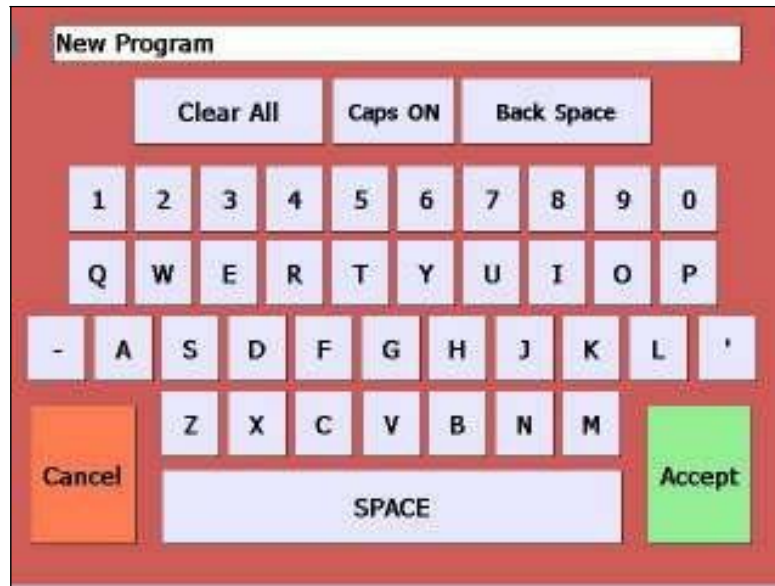 New Program
Clear All Caps ON Back Space
1 2 3 4 5 6 7 8 9 0
Q W E R T Y U I O P
- A S D F G H J K L '
Z X C V B N M
Cancel SPACE Accept